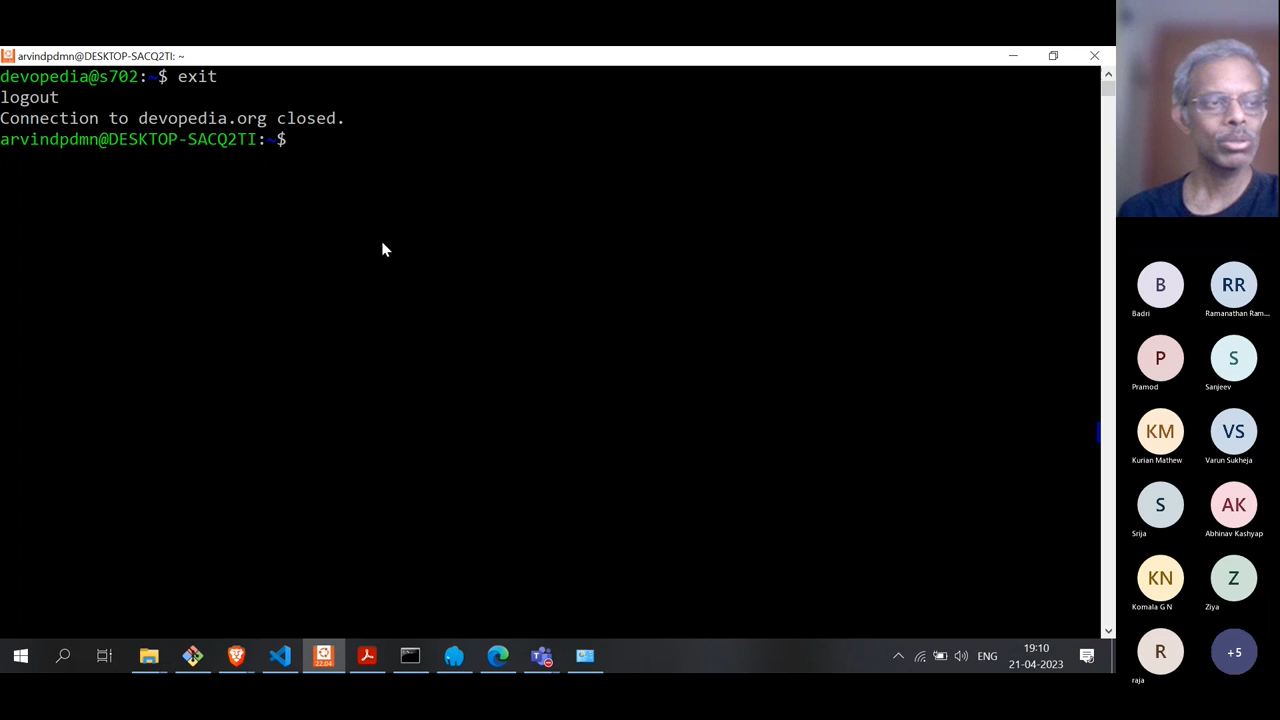 arvindpdmn@DESKTOP-SACQ2TI: ~
devopedia@s702:~$ exit
logout
Connection to devopedia.org closed.
arvindpdmn@DESKTOP-SACQ2TI:~$
B
RR
Badri
Ramanathan Ram...
P
S
Pramod
Sanjeev
KM
VS
Kurian Mathew
Varun Sukheja
S
AK
Srija
Abhinav Kashyap
KN
Z
Komala G N
Ziya
R
+5
raja
22.04
ENG
19:10
21-04-2023